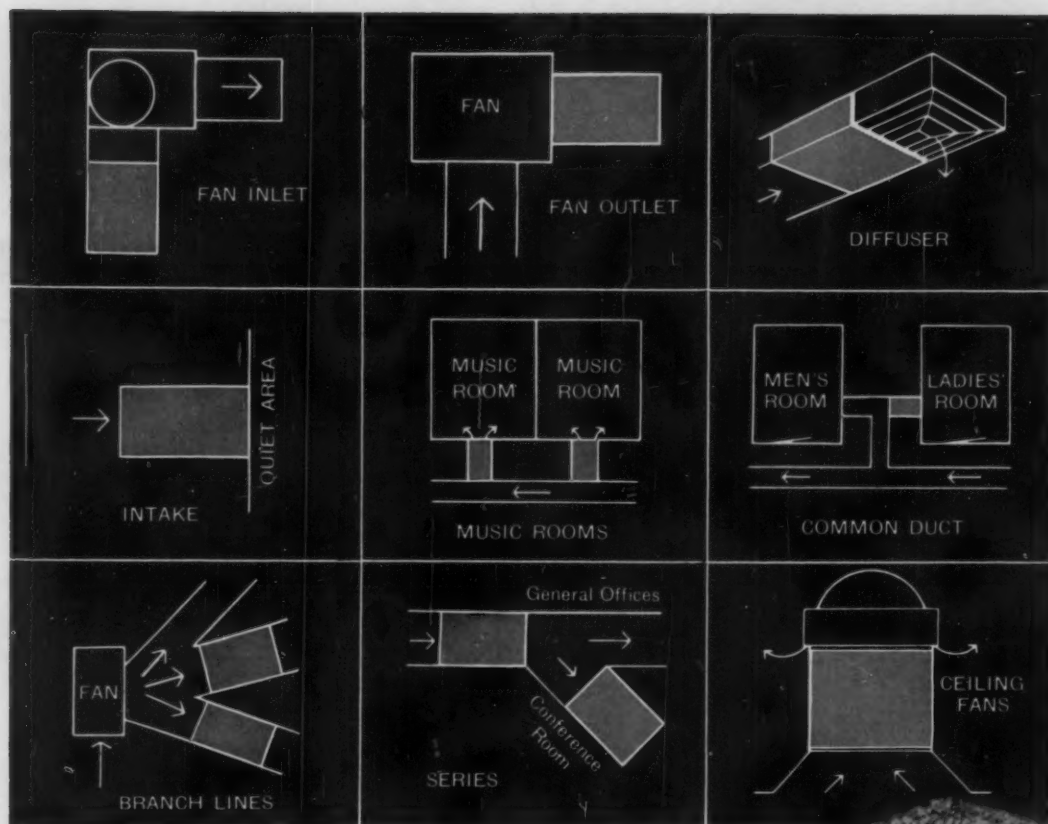 FAN INLET
FAN
FAN OUTLET
DIFFUSER
QUIET AREA
INTAKE
MUSIC
ROOM
MUSIC
ROOM
MUSIC ROOMS
MEN'S
ROOM
LADIES'
ROOM
COMMON DUCT
FAN
BRANCH LINES
General Offices
Conference
Room
SERIES
CEILING
FANS